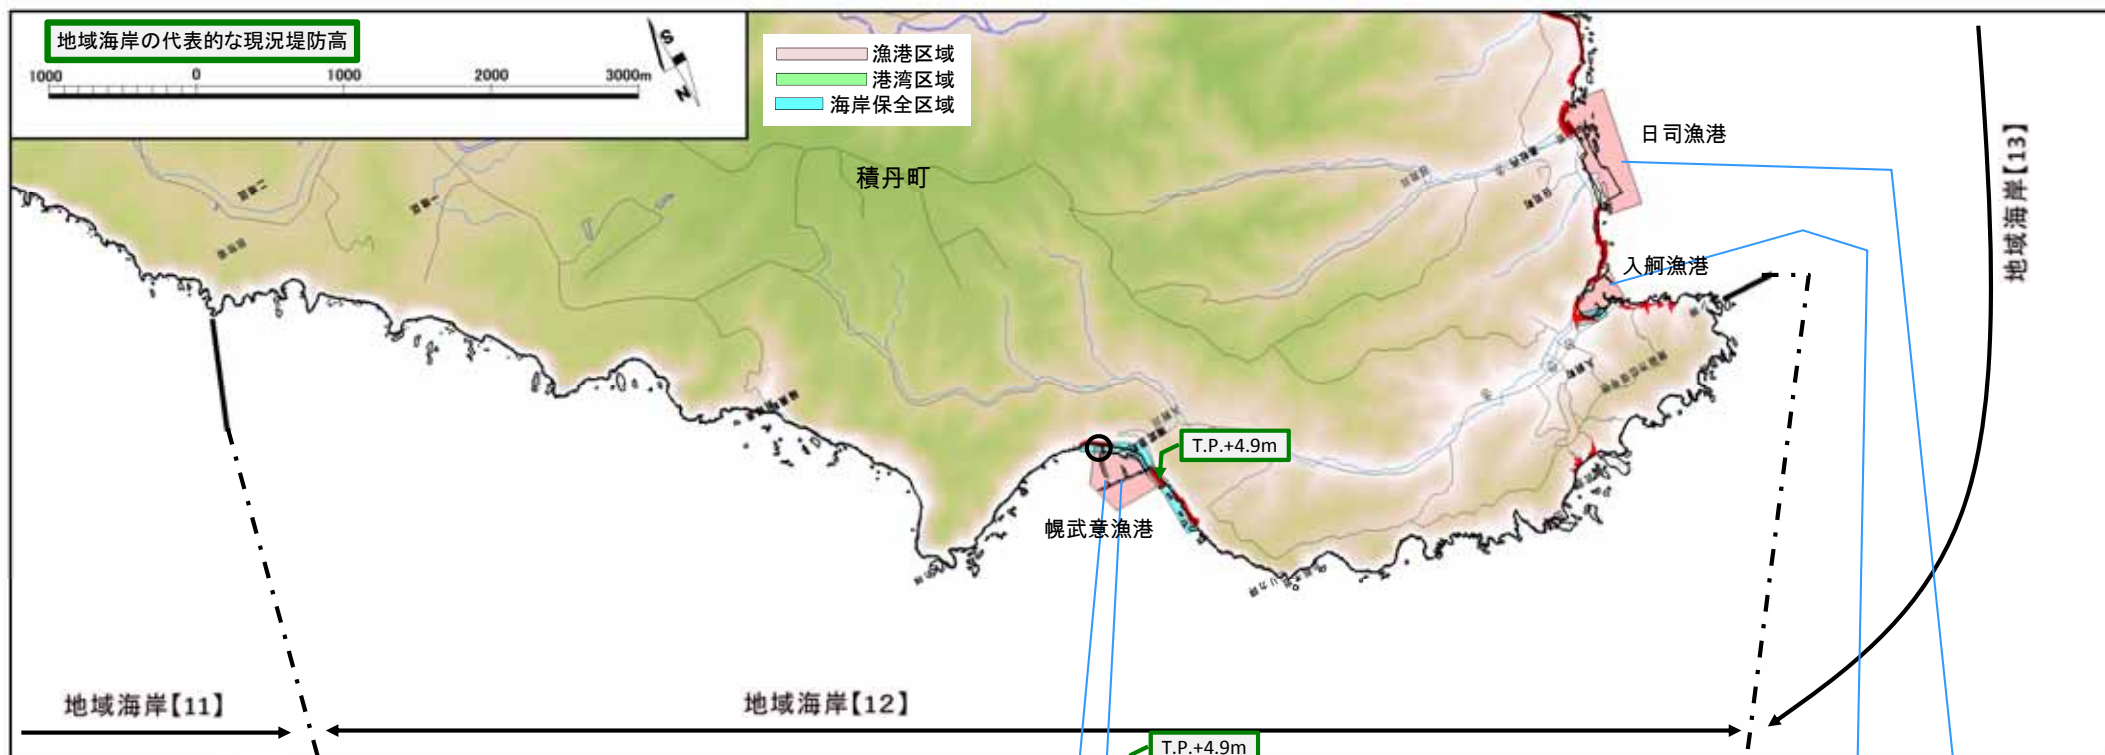 地域海岸の代表的な現況堤防高
1000 0 1000 2000 3000m
S
N
漁港区域
港湾区域
海岸保全区域
積丹町
日司漁港
地域海岸【13】
入舸漁港
T.P.+4.9m
幌武意漁港
地域海岸【11】
地域海岸【12】
T.P.+4.9m